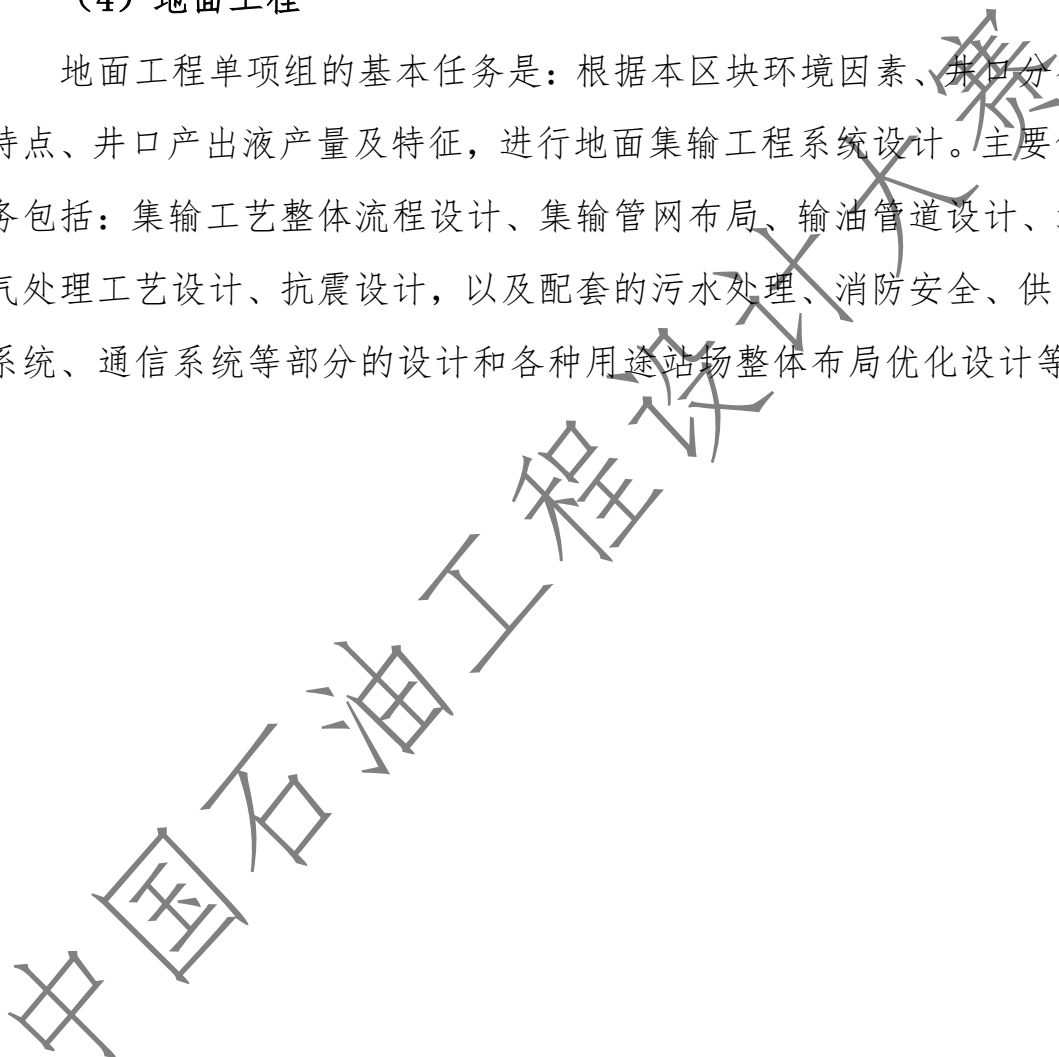 （4）地面工程
地面工程单项组的基本任务是：根据本区块环境因素、井口分
特点、井口产出液产量及特征，进行地面集输工程系统设计。主要
务包括：集输工艺整体流程设计、集输管网布局、输油管道设计、
气处理工艺设计、抗震设计，以及配套的污水处理、消防安全、供
系统、通信系统等部分的设计和各种用途站场整体布局优化设计等
中国石油工程设计大赛